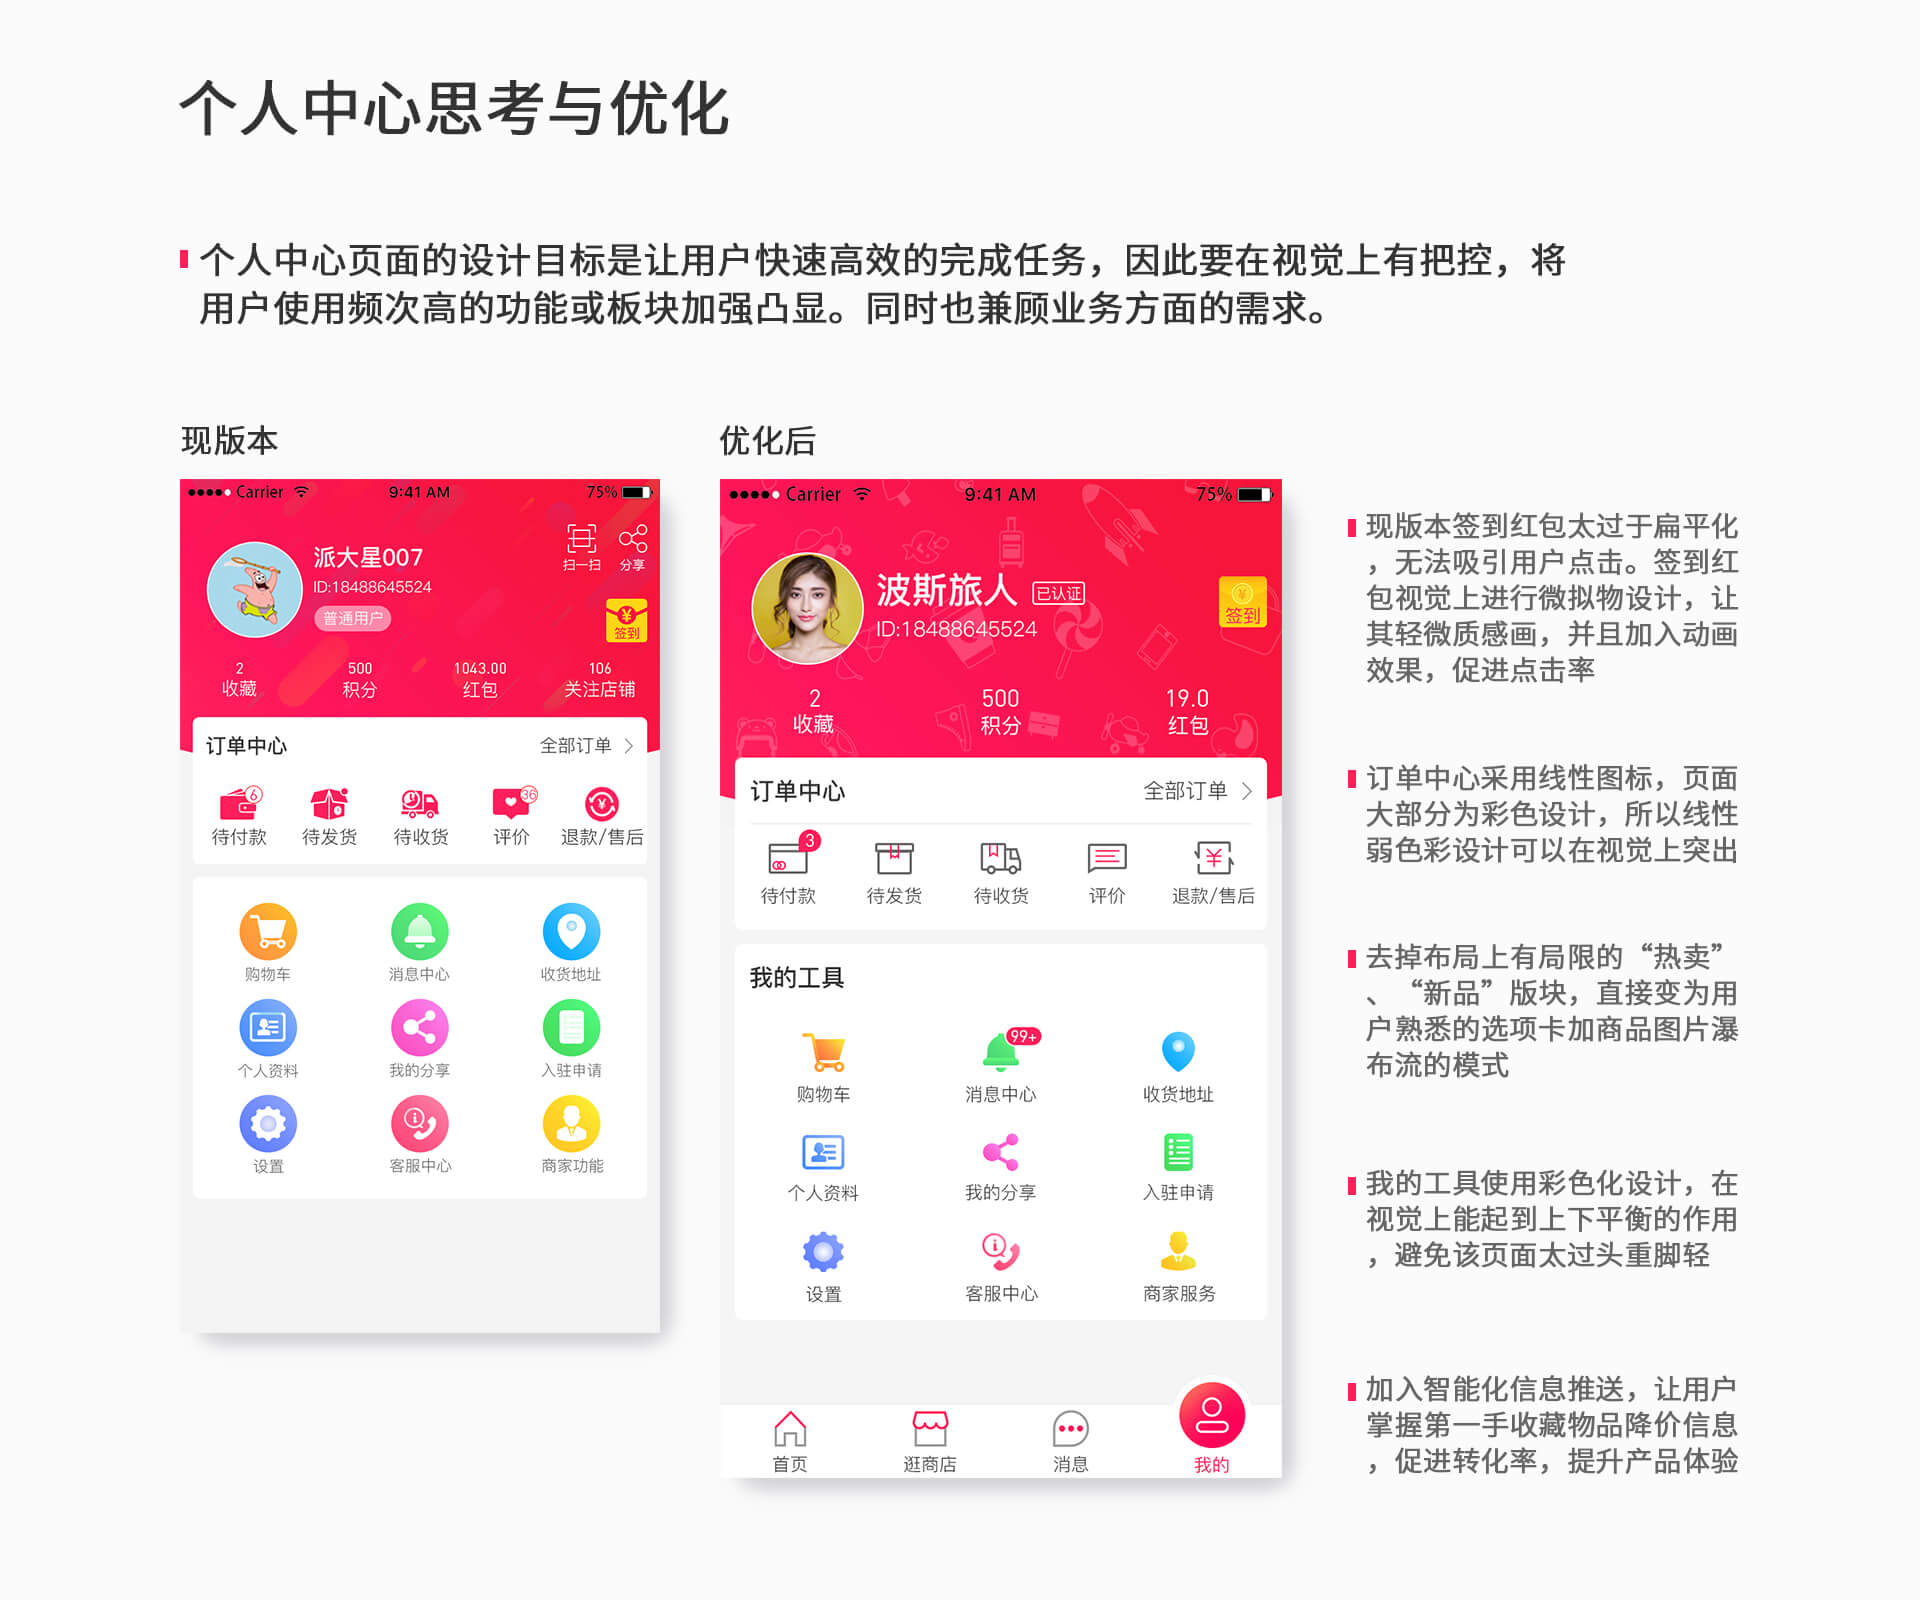 个人中心思考与优化
个人中心页面的设计目标是让用户快速高效的完成任务，因此要在视觉上有把控，将
用户使用频次高的功能或板块加强凸显。同时也兼顾业务方面的需求。
现版本
Carrier 9:41 AM 75%
扫一扫 分享
派大星007
ID:18488645524
普通用户
签到
2 500 1043.00 106
收藏 积分 红包 关注店铺
订单中心 全部订单
6 36
待付款 待发货 待收货 评价 退款/售后
购物车 消息中心 收货地址
个人资料 我的分享 入驻申请
设置 客服中心 商家功能
优化后
Carrier 9:41 AM 75%
波斯旅人 已认证
ID:18488645524
签到
2 500 19.0
收藏 积分 红包
订单中心 全部订单
3
待付款 待发货 待收货 评价 退款/售后
我的工具
99+
购物车 消息中心 收货地址
个人资料 我的分享 入驻申请
设置 客服中心 商家服务
首页 逛商店 消息 我的
现版本签到红包太过于扁平化
，无法吸引用户点击。签到红
包视觉上进行微拟物设计，让
其轻微质感画，并且加入动画
效果，促进点击率
订单中心采用线性图标，页面
大部分为彩色设计，所以线性
弱色彩设计可以在视觉上突出
去掉布局上有局限的“热卖”
、“新品”版块，直接变为用
户熟悉的选项卡加商品图片瀑
布流的模式
我的工具使用彩色化设计，在
视觉上能起到上下平衡的作用
，避免该页面太过头重脚轻
加入智能化信息推送，让用户
掌握第一手收藏物品降价信息
，促进转化率，提升产品体验